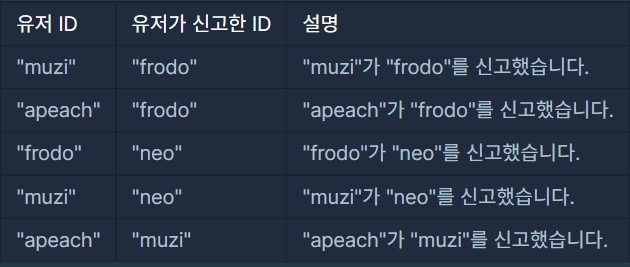 유저 ID 유저가 신고한 ID 설명
"muzi" "frodo" "muzi"가 "frodo"를 신고했습니다.
"apeach" "frodo" "apeach"가 "frodo"를 신고했습니다.
"frodo" "neo" "frodo"가 "neo"를 신고했습니다.
"muzi" "neo" "muzi"가 "neo"를 신고했습니다.
"apeach" "muzi" "apeach"가 "muzi"를 신고했습니다.